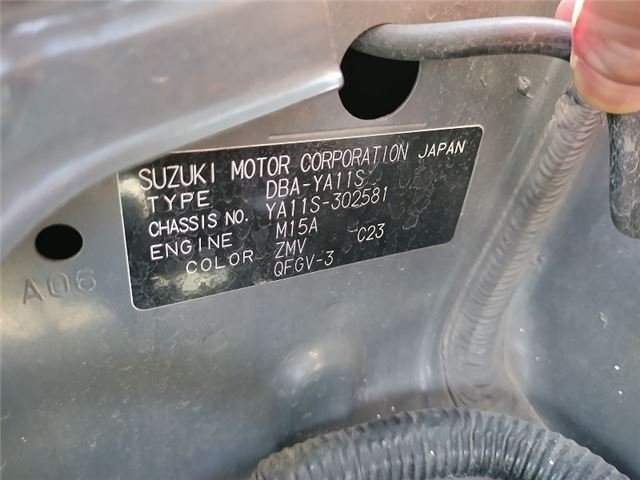 SUZUKI MOTOR CORPORATION JAPAN
TYPE DBA-YA11S
CHASSIS NO. YA11S-302581
ENGINE M15A
COLOR ZMV C23
QFGV-3
A06